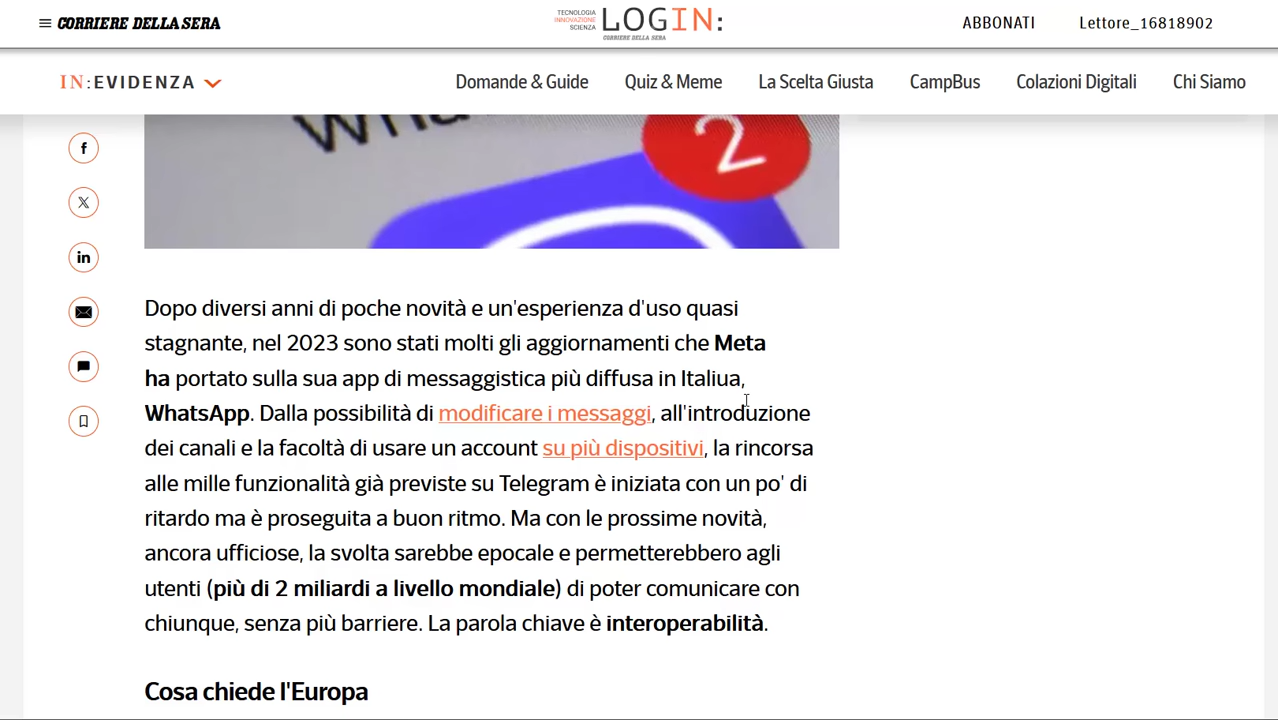 CORRIERE DELLA SERA
TECNOLOGIA
INNOVAZIONE
SCIENZA
LOGIN:
CORRIERE DELLA SERA
ABBONATI
Lettore_16818902
IN:EVIDENZA
Domande & Guide
Quiz & Meme
La Scelta Giusta
CampBus
Colazioni Digitali
Chi Siamo
2
Dopo diversi anni di poche novità e un'esperienza d'uso quasi
stagnante, nel 2023 sono stati molti gli aggiornamenti che Meta
ha portato sulla sua app di messaggistica più diffusa in Italiua,
WhatsApp. Dalla possibilità di modificare i messaggi, all'introduzione
dei canali e la facoltà di usare un account su più dispositivi, la rincorsa
alle mille funzionalità già previste su Telegram è iniziata con un po' di
ritardo ma è proseguita a buon ritmo. Ma con le prossime novità,
ancora ufficiose, la svolta sarebbe epocale e permetterebbero agli
utenti (più di 2 miliardi a livello mondiale) di poter comunicare con
chiunque, senza più barriere. La parola chiave è interoperabilità.
Cosa chiede l'Europa